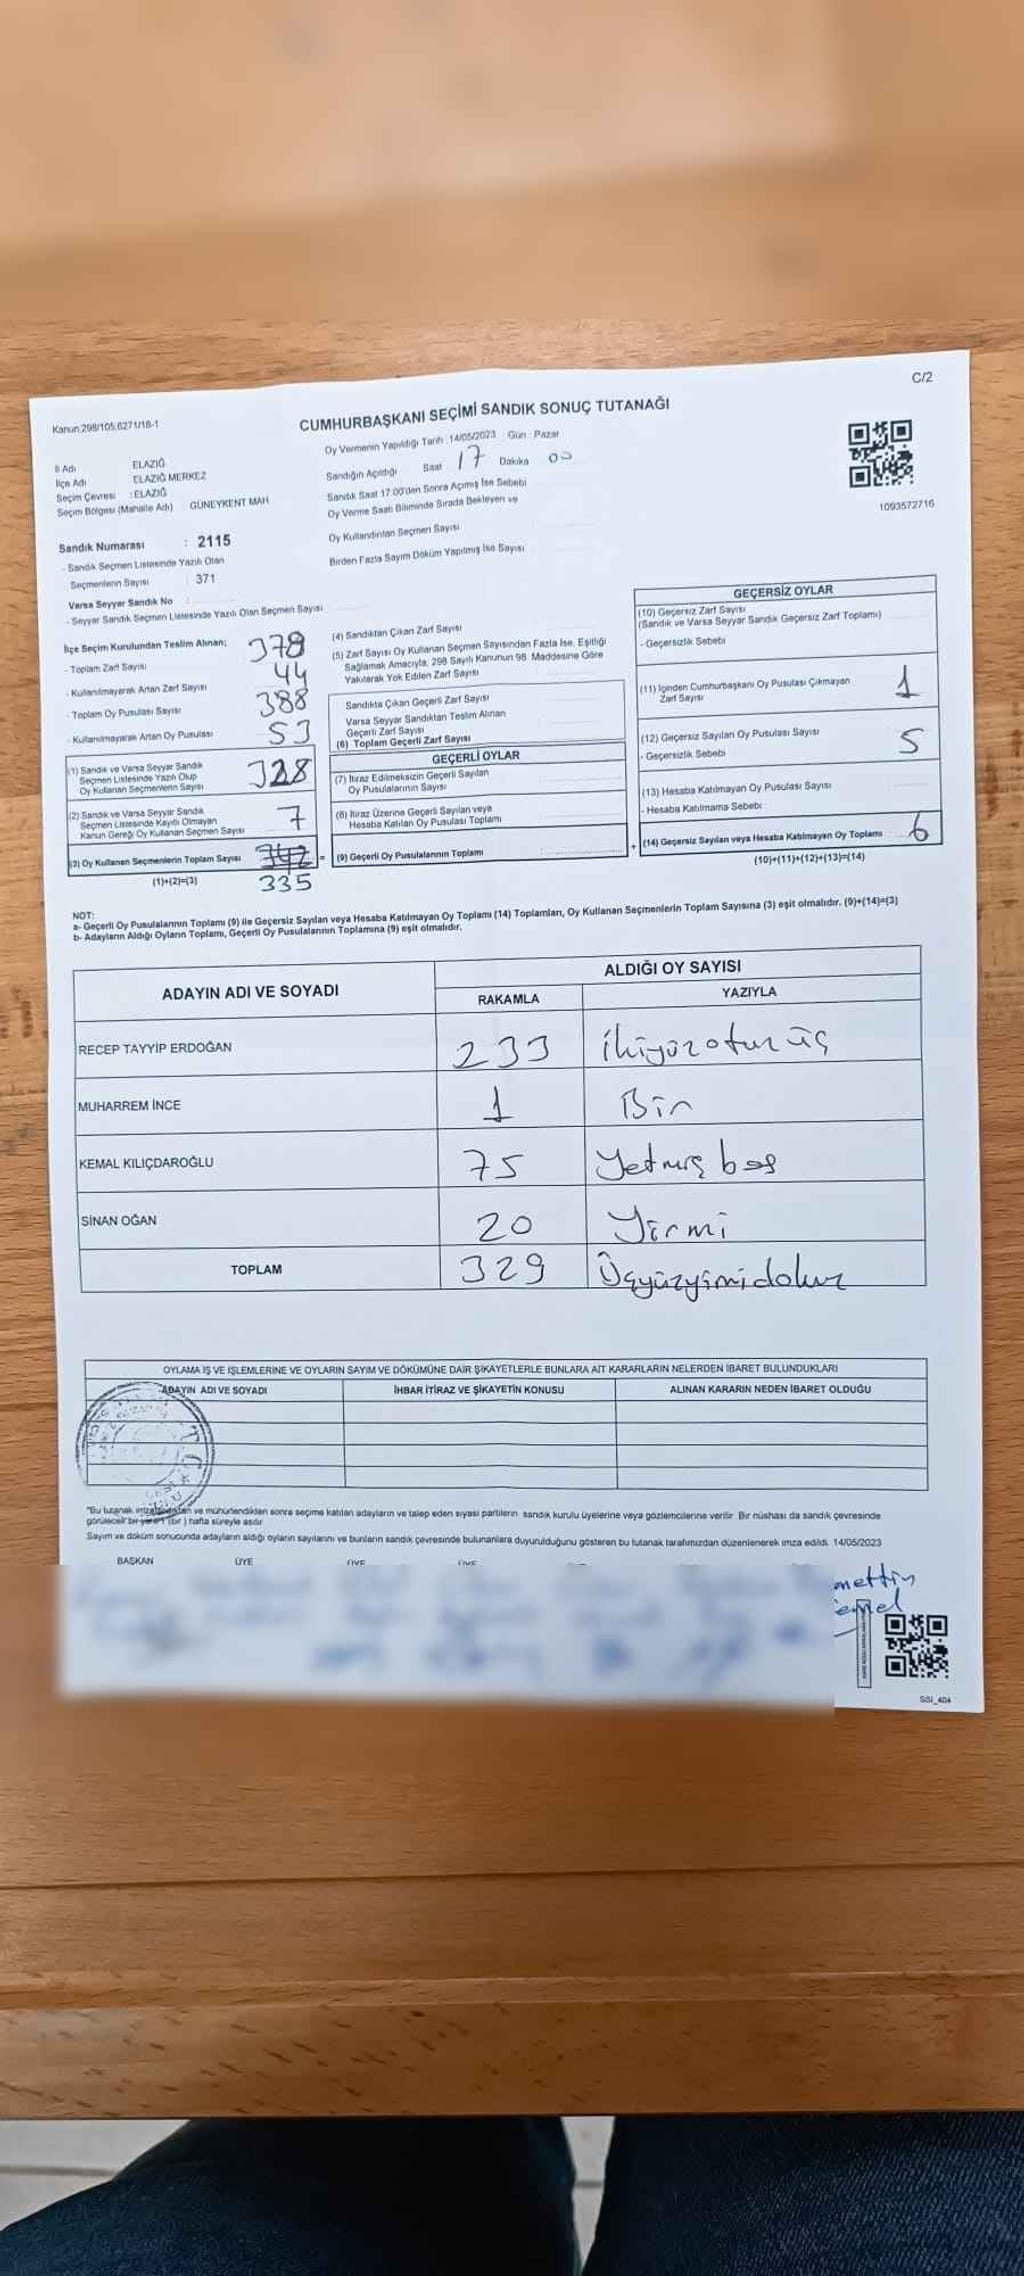 C/2
Kanun:298/105,6271/18-1
CUMHURBAŞKANI SEÇİMİ SANDIK SONUÇ TUTANAĞI
Oy Vermenin Yapıldığı Tarih :14/05/2023 Gün : Pazar
İl Adı ELAZIĞ
İlçe Adı ELAZIĞ MERKEZ
Seçim Çevresi : ELAZIĞ
Seçim Bölgesi (Mahalle Adı) GÜNEYKENT MAH
Sandığın Açıldığı Saat 17 Dakika 00
Sandık Saat 17.00'den Sonra Açımış İse Sebebi
Oy Verme Saati Bitiminde Sırada Bekleyen ve
Oy Kullandırılan Seçmen Sayısı
Birden Fazla Sayım Döküm Yapılmış İse Sayısı
1093572716
Sandık Numarası : 2115
- Sandık Seçmen Listesinde Yazılı Olan
Seçmenlerin Sayısı : 371
Varsa Seyyar Sandık No :
- Seyyar Sandık Seçmen Listesinde Yazılı Olan Seçmen Sayısı
İlçe Seçim Kurulundan Teslim Alınan;
- Toplam Zarf Sayısı 378
- Kullanılmayarak Artan Zarf Sayısı 44
- Toplam Oy Pusulası Sayısı 388
- Kullanılmayarak Artan Oy Pusulası 53
(1) Sandık ve Varsa Seyyar Sandık
Seçmen Listesinde Yazılı Olup
Oy Kullanan Seçmenlerin Sayısı 328
(2) Sandık ve Varsa Seyyar Sandık
Seçmen Listesinde Kayıtlı Olmayan
Kanun Gereği Oy Kullanan Seçmen Sayısı 7
(3) Oy Kullanan Seçmenlerin Toplam Sayısı 342 =
(1)+(2)=(3) 335
(4) Sandıktan Çıkan Zarf Sayısı
(5) Zarf Sayısı Oy Kullanan Seçmen Sayısından Fazla İse, Eşitliği
Sağlamak Amacıyla, 298 Sayılı Kanunun 98. Maddesine Göre
Yakılarak Yok Edilen Zarf Sayısı
Sandıkta Çıkan Geçerli Zarf Sayısı
Varsa Seyyar Sandıktan Teslim Alınan
Geçerli Zarf Sayısı
(6) Toplam Geçerli Zarf Sayısı
GEÇERLİ OYLAR
(7) İtiraz Edilmeksizin Geçerli Sayılan
Oy Pusulalarının Sayısı
(8) İtiraz Üzerine Geçerli Sayılan veya
Hesaba Katılan Oy Pusulası Toplamı
(9) Geçerli Oy Pusulalarının Toplamı +
GEÇERSİZ OYLAR
(10) Geçersiz Zarf Sayısı
(Sandık ve Varsa Seyyar Sandık Geçersiz Zarf Toplamı)
- Geçersizlik Sebebi
(11) İçinden Cumhurbaşkanı Oy Pusulası Çıkmayan
Zarf Sayısı 1
(12) Geçersiz Sayılan Oy Pusulası Sayısı 5
- Geçersizlik Sebebi
(13) Hesaba Katılmayan Oy Pusulası Sayısı
- Hesaba Katılmama Sebebi
(14) Geçersiz Sayılan veya Hesaba Katılmayan Oy Toplamı 6
(10)+(11)+(12)+(13)=(14)
NOT:
a- Geçerli Oy Pusulalarının Toplamı (9) ile Geçersiz Sayılan veya Hesaba Katılmayan Oy Toplamı (14) Toplamları, Oy Kullanan Seçmenlerin Toplam Sayısına (3) eşit olmalıdır. (9)+(14)=(3)
b- Adayların Aldığı Oyların Toplamı, Geçerli Oy Pusulalarının Toplamına (9) eşit olmalıdır.
ADAYIN ADI VE SOYADI ALDIĞI OY SAYISI
RAKAMLA YAZIYLA
RECEP TAYYİP ERDOĞAN 233 ikiyüzotuzüç
MUHARREM İNCE 1 Bir
KEMAL KILIÇDAROĞLU 75 Yetmiş beş
SİNAN OĞAN 20 Yirmi
TOPLAM 329 Üçyüzyirmidokuz
OYLAMA İŞ VE İŞLEMLERİNE VE OYLARIN SAYIM VE DÖKÜMÜNE DAİR ŞİKAYETLERLE BUNLARA AİT KARARLARIN NELERDEN İBARET BULUNDUKLARI
ADAYIN ADI VE SOYADI İHBAR İTİRAZ VE ŞİKAYETİN KONUSU ALINAN KARARIN NEDEN İBARET OLDUĞU
"Bu tutanak imzalandıktan ve mühürlendikten sonra seçime katılan adayların ve talep eden siyasi partilerin sandık kurulu üyelerine veya gözlemcilerine verilir. Bir nüshası da sandık çevresinde
görülecek bir yere 1 (bir) hafta süreyle asılır.
Sayım ve döküm sonucunda adayların aldığı oyların sayılarını ve bunların sandık çevresinde bulunanlara duyurulduğunu gösteren bu tutanak tarafımızdan düzenlenerek imza edildi. 14/05/2023
BAŞKAN ÜYE ÜYE ÜYE
mettin
SSI_404